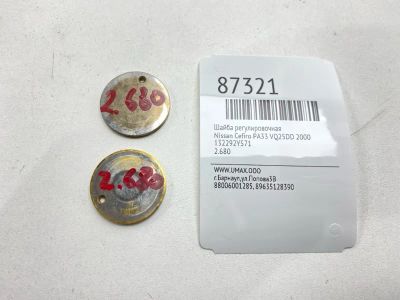 2.680
2.680
87321
Шайба регулировочная
Nissan Cefiro PA33 VQ25DD 2000
132292Y571
2.680
WWW.UMAX.OOO
г.Барнаул,ул.Попова3В
88006001285, 89635128390